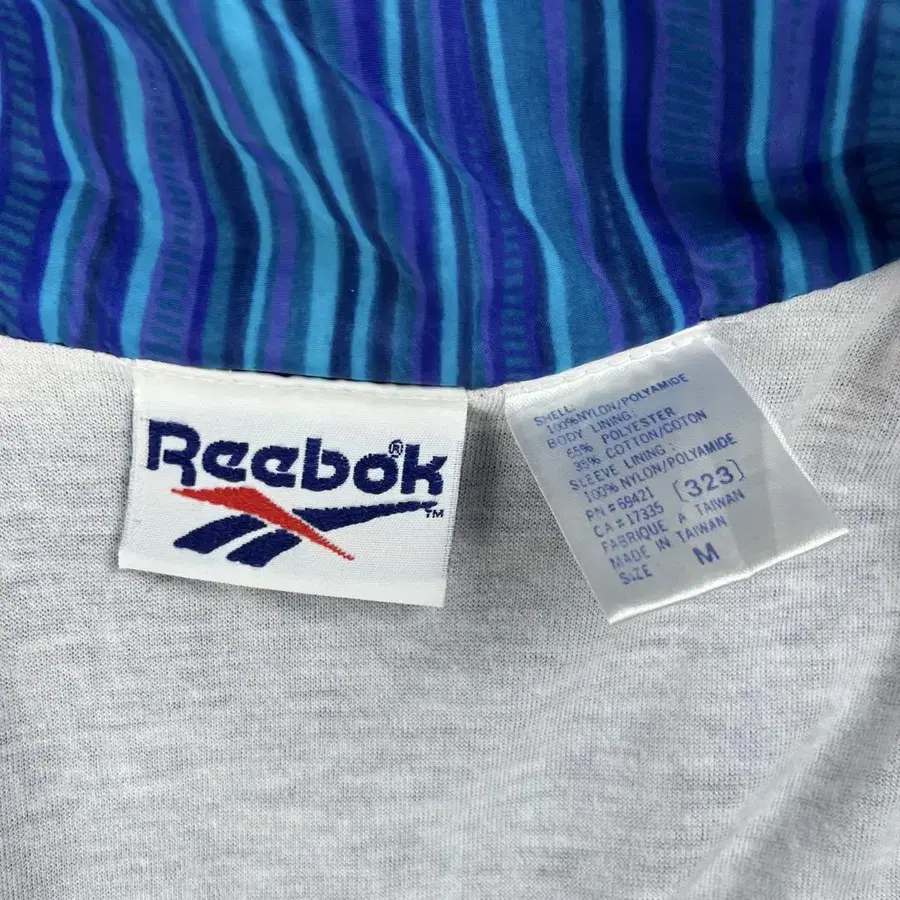 Reebok®
TM
SHELL:
100%NYLON/POLYAMIDE
BODY LINING:
65% POLYESTER
35% COTTON/COTON
SLEEVE LINING:
100% NYLON/POLYAMIDE
PN = 69421 (323)
CA = 17335
FABRIQUE A TAIWAN
MADE IN TAIWAN
SIZE M